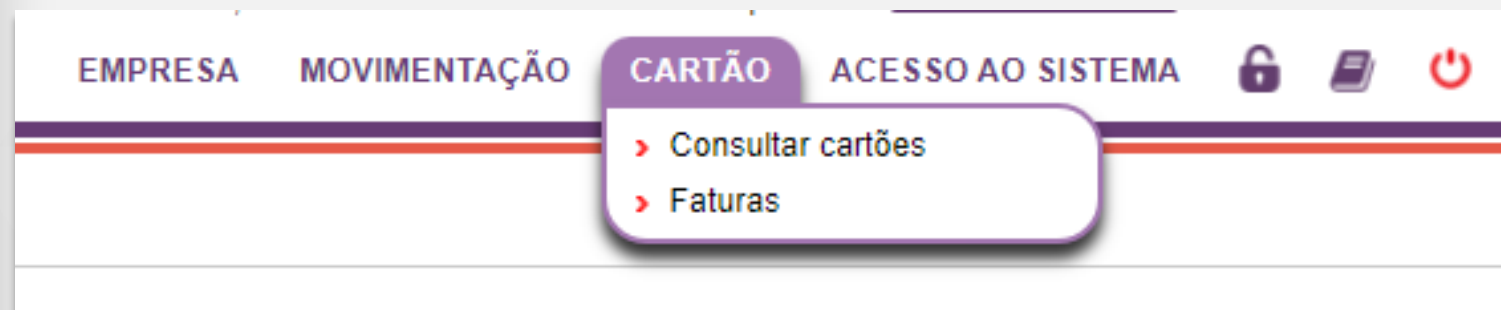 EMPRESA MOVIMENTAÇÃO CARTÃO ACESSO AO SISTEMA
Consultar cartões
Faturas